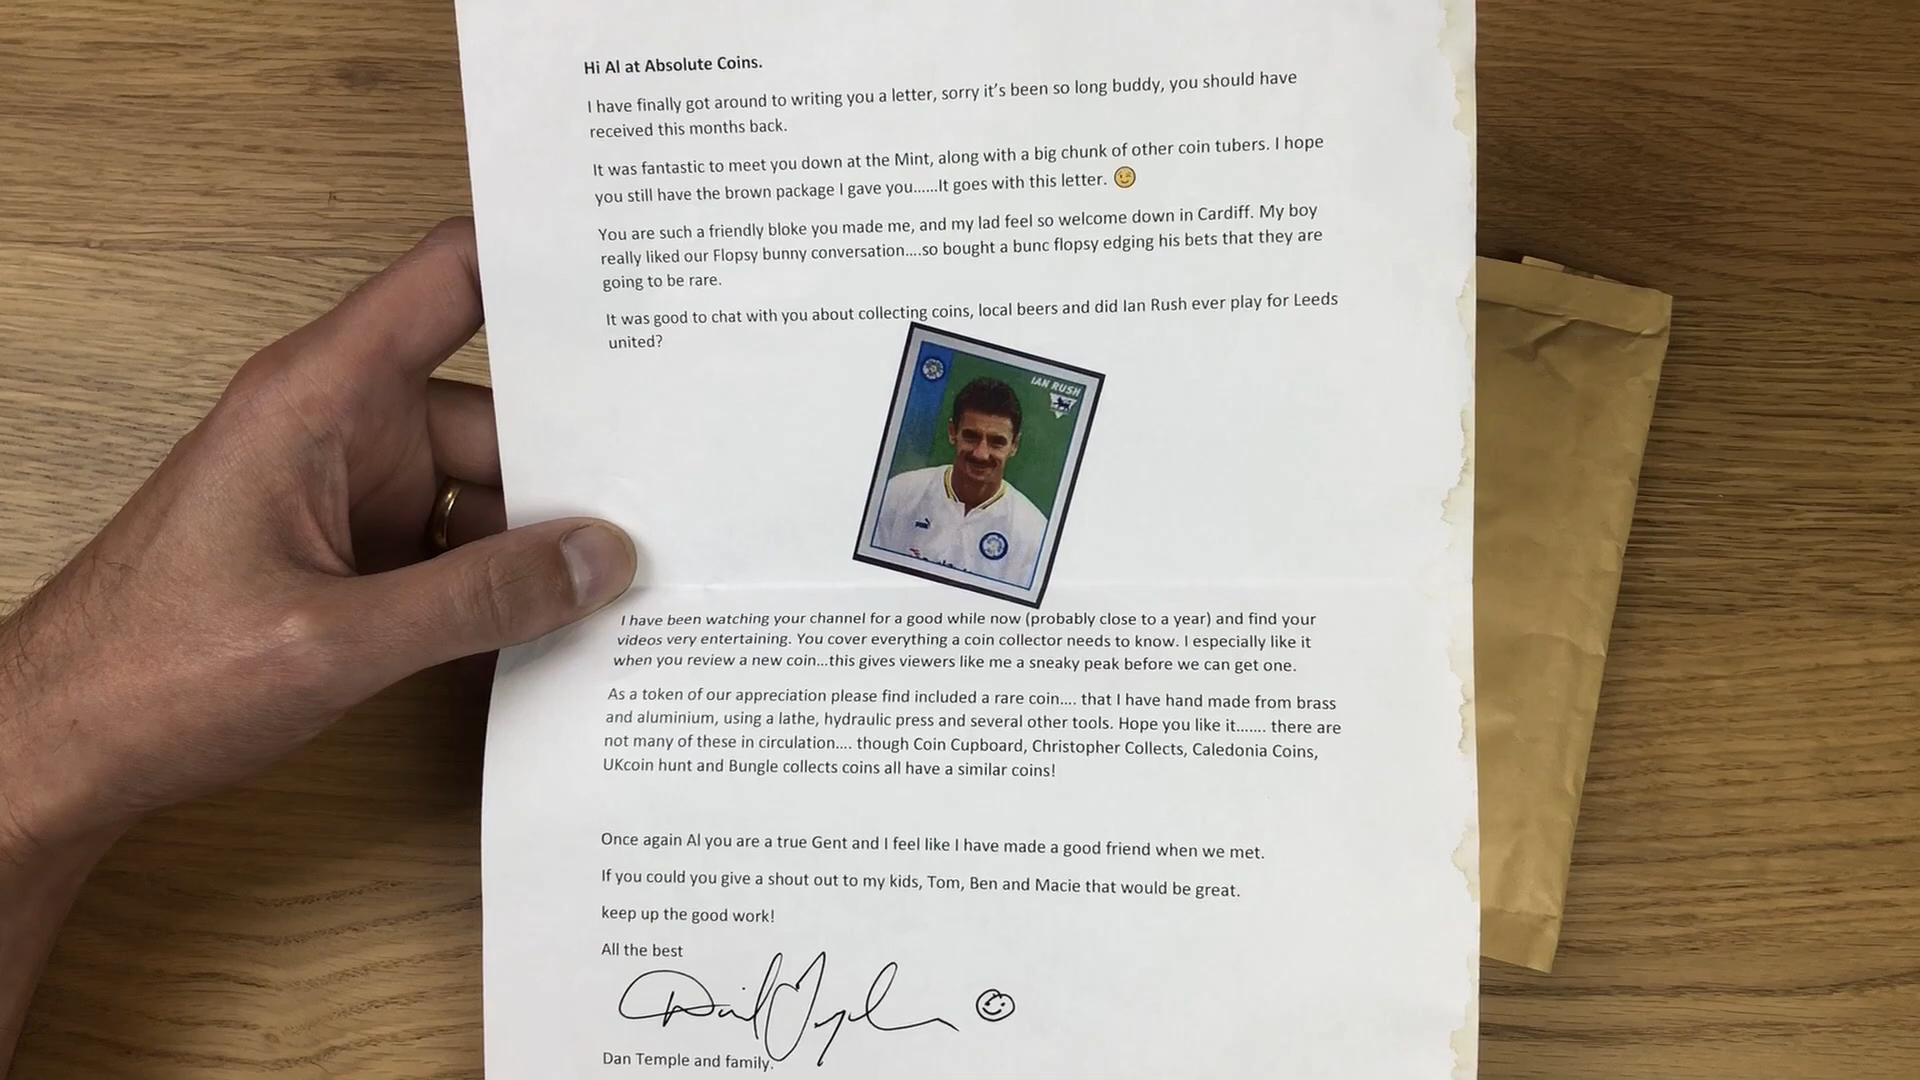 Hi Al at Absolute Coins.
I have finally got around to writing you a letter, sorry it's been so long buddy, you should have
received this months back.
It was fantastic to meet you down at the Mint, along with a big chunk of other coin tubers. I hope
you still have the brown package I gave you......It goes with this letter. 😉
You are such a friendly bloke you made me, and my lad feel so welcome down in Cardiff. My boy
really liked our Flopsy bunny conversation....so bought a bunc flopsy edging his bets that they are
going to be rare.
It was good to chat with you about collecting coins, local beers and did Ian Rush ever play for Leeds
united?
IAN RUSH
I have been watching your channel for a good while now (probably close to a year) and find your
videos very entertaining. You cover everything a coin collector needs to know. I especially like it
when you review a new coin...this gives viewers like me a sneaky peak before we can get one.
As a token of our appreciation please find included a rare coin.... that I have hand made from brass
and aluminium, using a lathe, hydraulic press and several other tools. Hope you like it....... there are
not many of these in circulation.... though Coin Cupboard, Christopher Collects, Caledonia Coins,
UKcoin hunt and Bungle collects coins all have a similar coins!
Once again Al you are a true Gent and I feel like I have made a good friend when we met.
If you could you give a shout out to my kids, Tom, Ben and Macie that would be great.
keep up the good work!
All the best
Dan Temple and family.